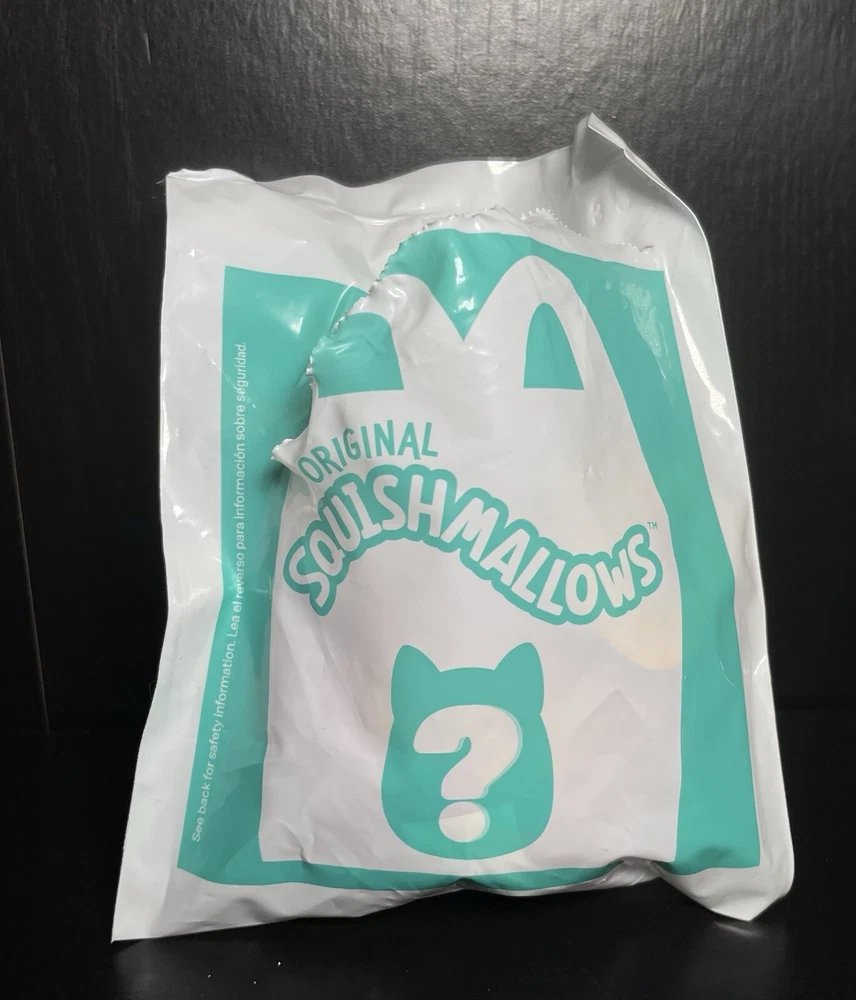 ORIGINAL
SQUISHMALLOWS™
?
See back for safety information. Lea el reverso para información sobre seguridad.